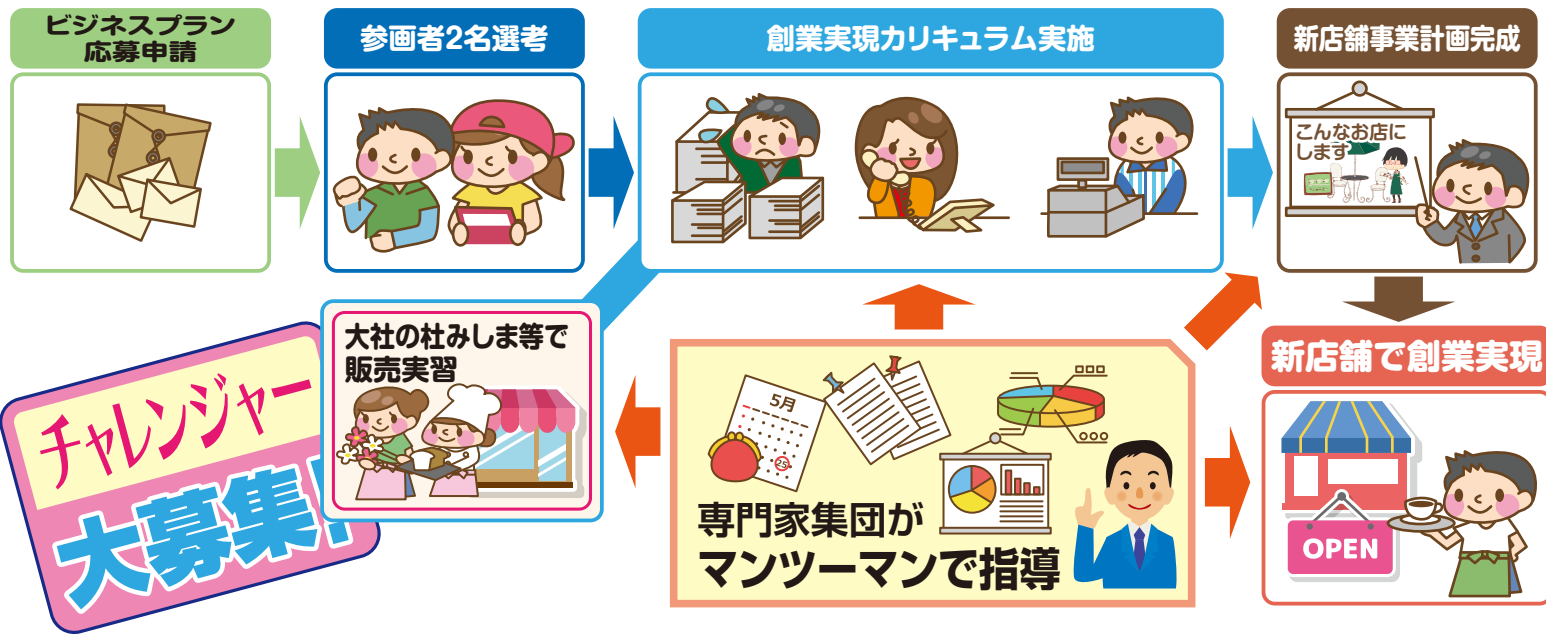 ビジネスプラン
応募申請
参画者2名選考
創業実現カリキュラム実施
新店舗事業計画完成
こんなお店に
します
大社の杜みしま等で
販売実習
チャレンジャー
大募集!
5月
25
専門家集団が
マンツーマンで指導
新店舗で創業実現
OPEN